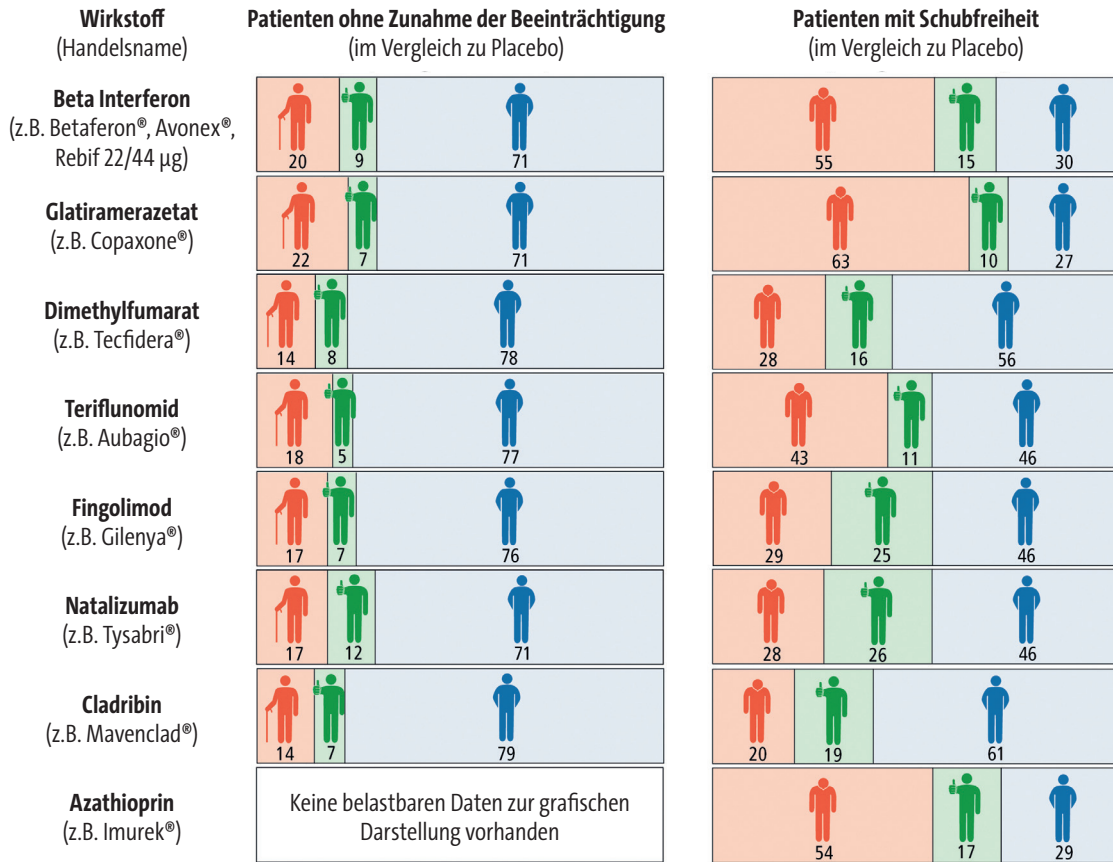 Wirkstoff
(Handelsname)
Patienten ohne Zunahme der Beeinträchtigung
(im Vergleich zu Placebo)
Patienten mit Schubfreiheit
(im Vergleich zu Placebo)
Beta Interferon
(z.B. Betaferon®, Avonex®,
Rebif 22/44 µg)
20 9 71
55 15 30
Glatiramerazetat
(z.B. Copaxone®)
22 7 71
63 10 27
Dimethylfumarat
(z.B. Tecfidera®)
14 8 78
28 16 56
Teriflunomid
(z.B. Aubagio®)
18 5 77
43 11 46
Fingolimod
(z.B. Gilenya®)
17 7 76
29 25 46
Natalizumab
(z.B. Tysabri®)
17 12 71
28 26 46
Cladribin
(z.B. Mavenclad®)
14 7 79
20 19 61
Azathioprin
(z.B. Imurek®)
Keine belastbaren Daten zur grafischen
Darstellung vorhanden
54 17 29